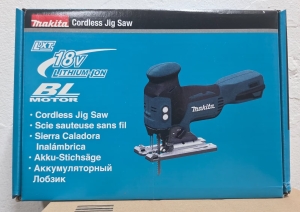 Makita Cordless Jig Saw
LXT
18V
LITHIUM-ION
BL
MOTOR
• Cordless Jig Saw
• Scie sauteuse sans fil
• Sierra Caladora
Inalámbrica
• Akku-Stichsäge
• Аккумуляторный
Лобзик
makita